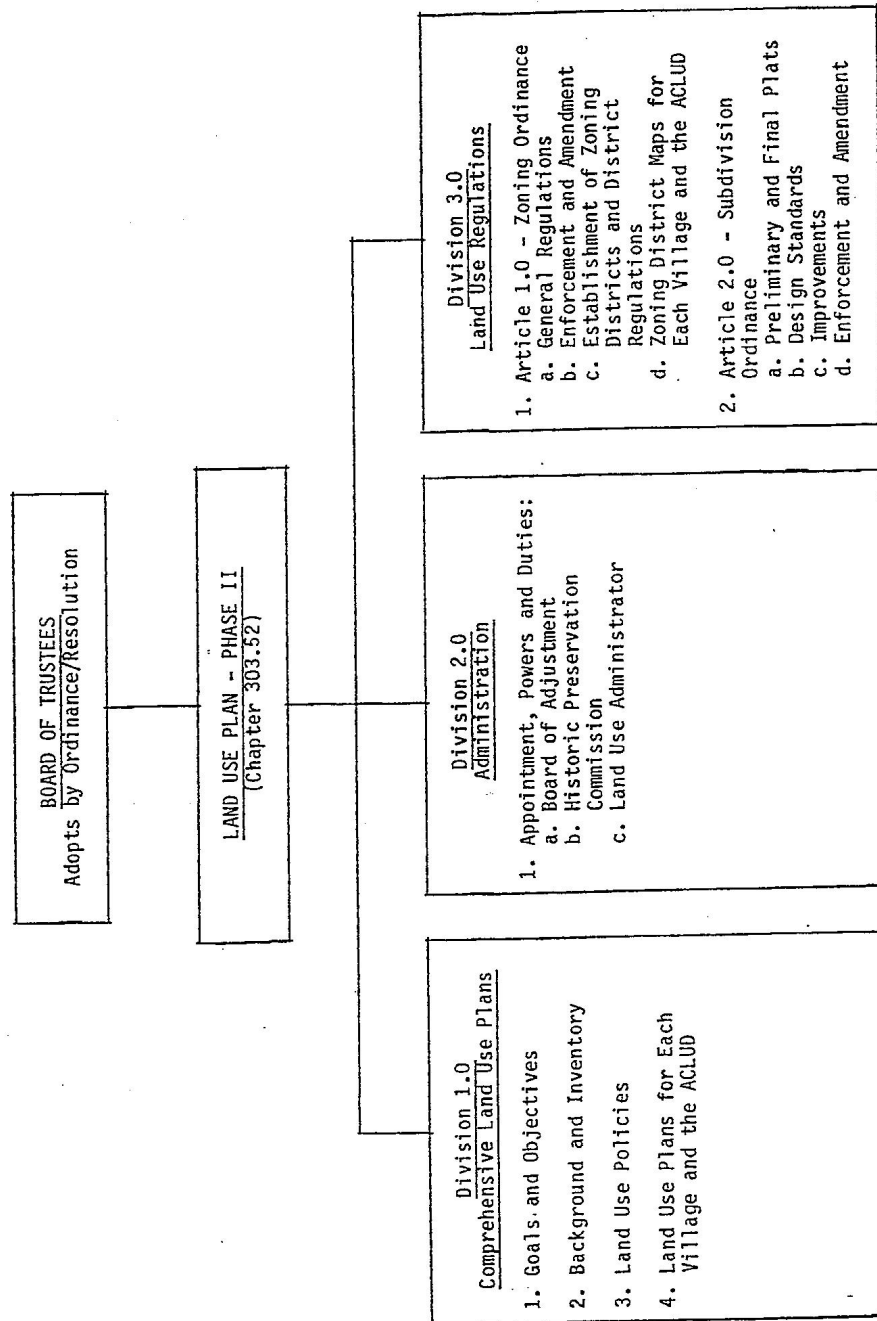 BOARD OF TRUSTEES
Adopts by Ordinance/Resolution
LAND USE PLAN - PHASE II
(Chapter 303.52)
Division 1.0
Comprehensive Land Use Plans
1. Goals and Objectives
2. Background and Inventory
3. Land Use Policies
4. Land Use Plans for Each
Village and the ACLUD
Division 2.0
Administration
1. Appointment, Powers and Duties:
a. Board of Adjustment
b. Historic Preservation
Commission
c. Land Use Administrator
Division 3.0
Land Use Regulations
1. Article 1.0 - Zoning Ordinance
a. General Regulations
b. Enforcement and Amendment
c. Establishment of Zoning
Districts and District
Regulations
d. Zoning District Maps for
Each Village and the ACLUD
2. Article 2.0 - Subdivision
Ordinance
a. Preliminary and Final Plats
b. Design Standards
c. Improvements
d. Enforcement and Amendment